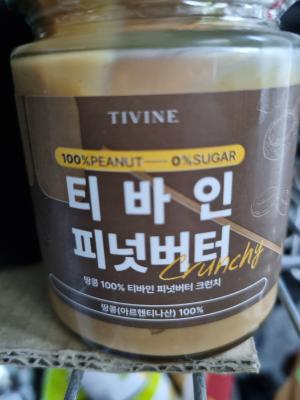 TIVINE
100%PEANUT — 0%SUGAR
티바인
피넛버터
Crunchy
땅콩 100% 티바인 피넛버터 크런치
땅콩(아르헨티나산) 100%